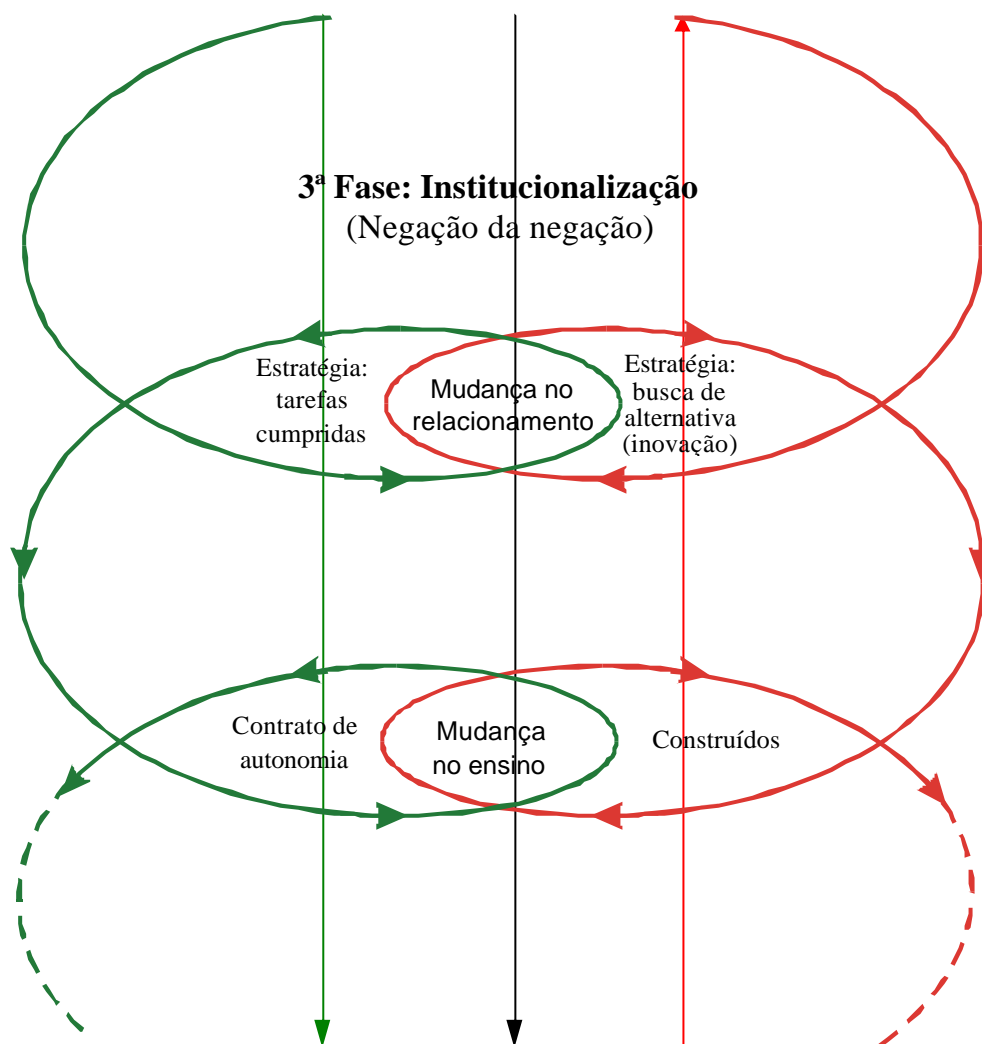 3ª Fase: Institucionalização
(Negação da negação)
Estratégia:
tarefas
cumpridas
Mudança no
relacionamento
Estratégia:
busca de
alternativa
(inovação)
Contrato de
autonomia
Mudança
no ensino
Construídos